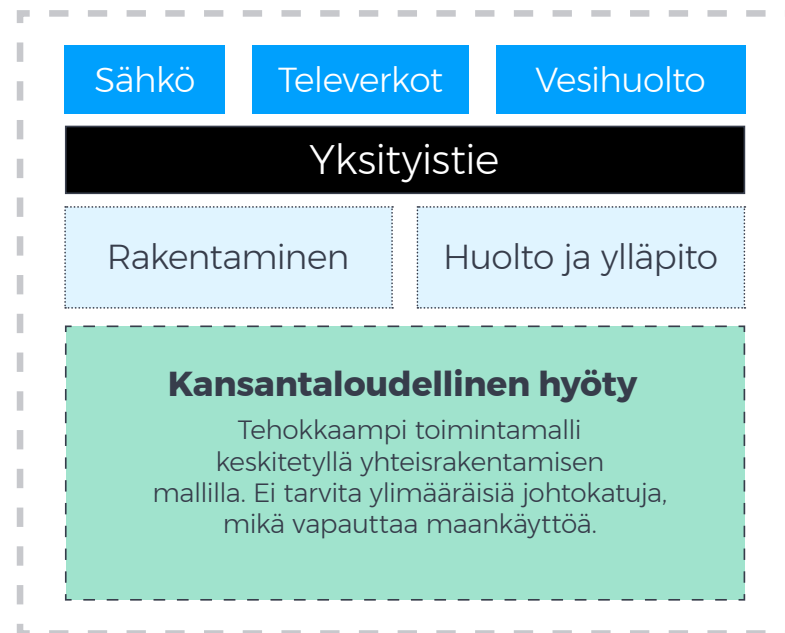 Sähkö
Televerkot
Vesihuolto
Yksityistie
Rakentaminen
Huolto ja ylläpito
Kansantaloudellinen hyöty
Tehokkaampi toimintamalli
keskitetyllä yhteisrakentamisen
mallilla. Ei tarvita ylimääräisiä johtokatuja,
mikä vapauttaa maankäyttöä.